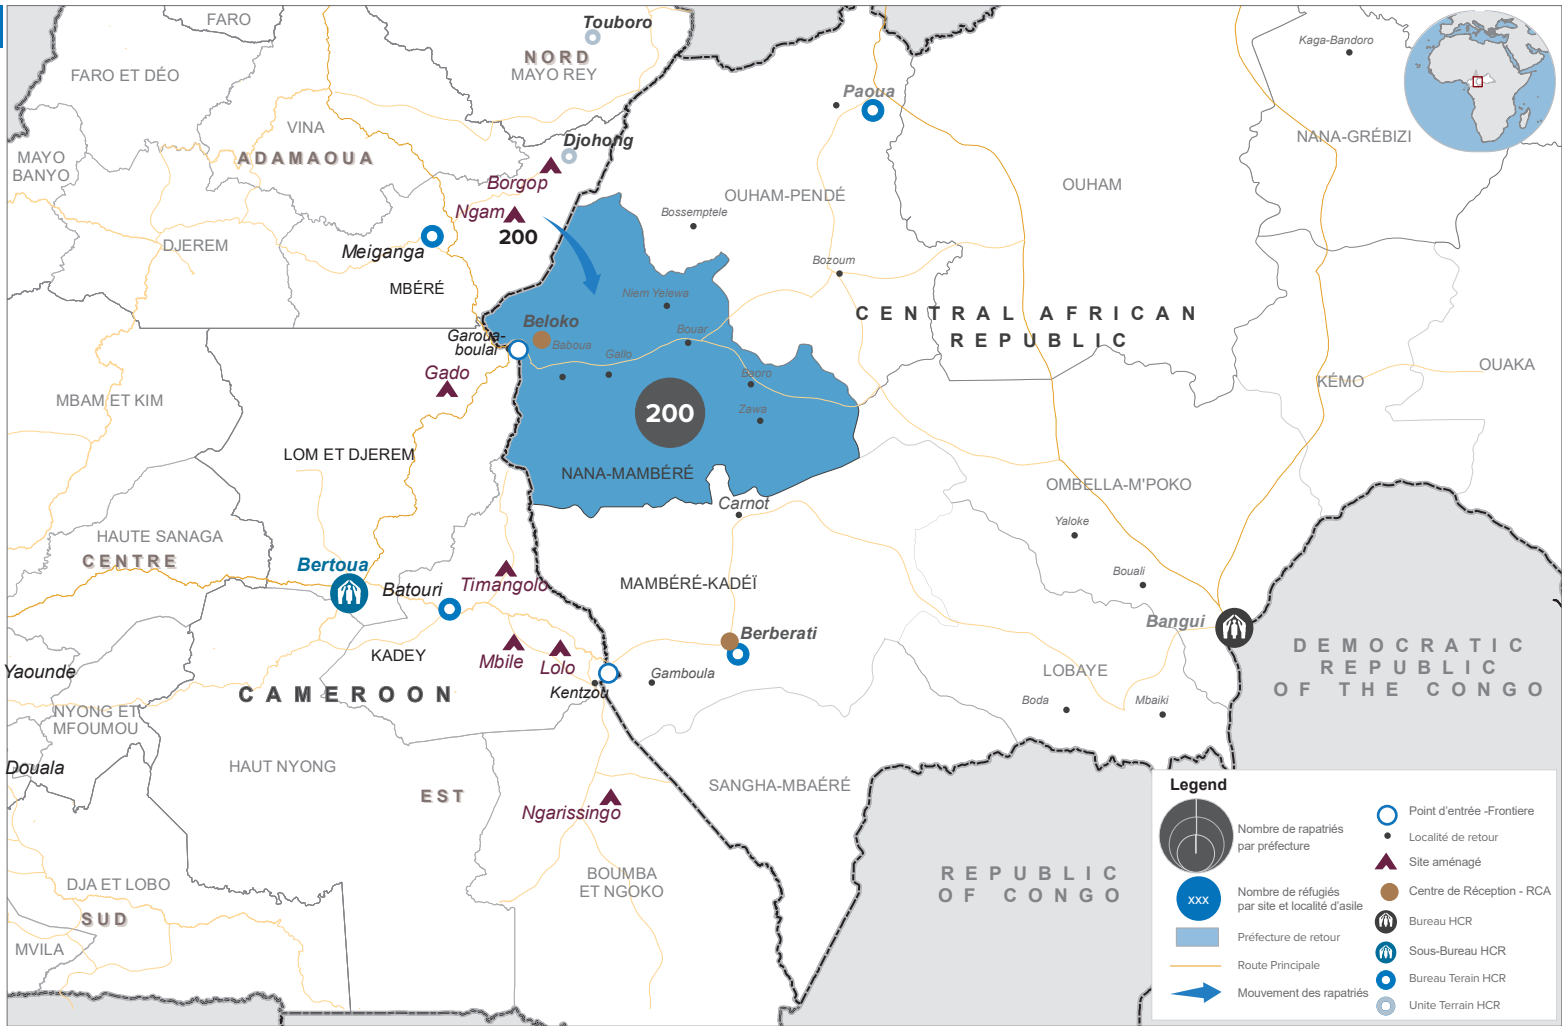 FARO
Touboro
NORD
MAYO REY
FARO ET DÉO
Kaga-Bandoro
Paoua
VINA
ADAMAOUA
Djohong
NANA-GRÉBIZI
MAYO
BANYO
Borgop
OUHAM-PENDÉ
OUHAM
Ngam
Bossemptele
200
DJEREM
Meiganga
Bozoum
MBÉRÉ
Niem Yelewa
CENTRAL AFRICAN
REPUBLIC
Beloko
Garoua-
boulai
Baboua
Bouar
Gallo
Gado
Baoro
OUAKA
KÉMO
MBAM ET KIM
200
Zawa
LOM ET DJEREM
NANA-MAMBÉRÉ
OMBELLA-M'POKO
Carnot
Yaloke
HAUTE SANAGA
CENTRE
Bertoua
Batouri
Timangolo
MAMBÉRÉ-KADÉÏ
Bouali
Bangui
Berberati
KADEY
Mbile
Lolo
DEMOCRATIC
REPUBLIC
OF THE CONGO
Yaounde
Gamboula
LOBAYE
CAMEROON
Kentzou
Boda
Mbaiki
NYONG ET
MFOUMOU
Douala
HAUT NYONG
SANGHA-MBAÉRÉ
EST
Ngarissingo
BOUMBA
ET NGOKO
REPUBLIC
OF CONGO
DJA ET LOBO
SUD
MVILA
Legend
Nombre de rapatriés
par préfecture
xxx
Nombre de réfugiés
par site et localité d'asile
Préfecture de retour
Route Principale
Mouvement des rapatriés
Point d'entrée -Frontiere
Localité de retour
Site aménagé
Centre de Réception - RCA
Bureau HCR
Sous-Bureau HCR
Bureau Terrain HCR
Unite Terrain HCR